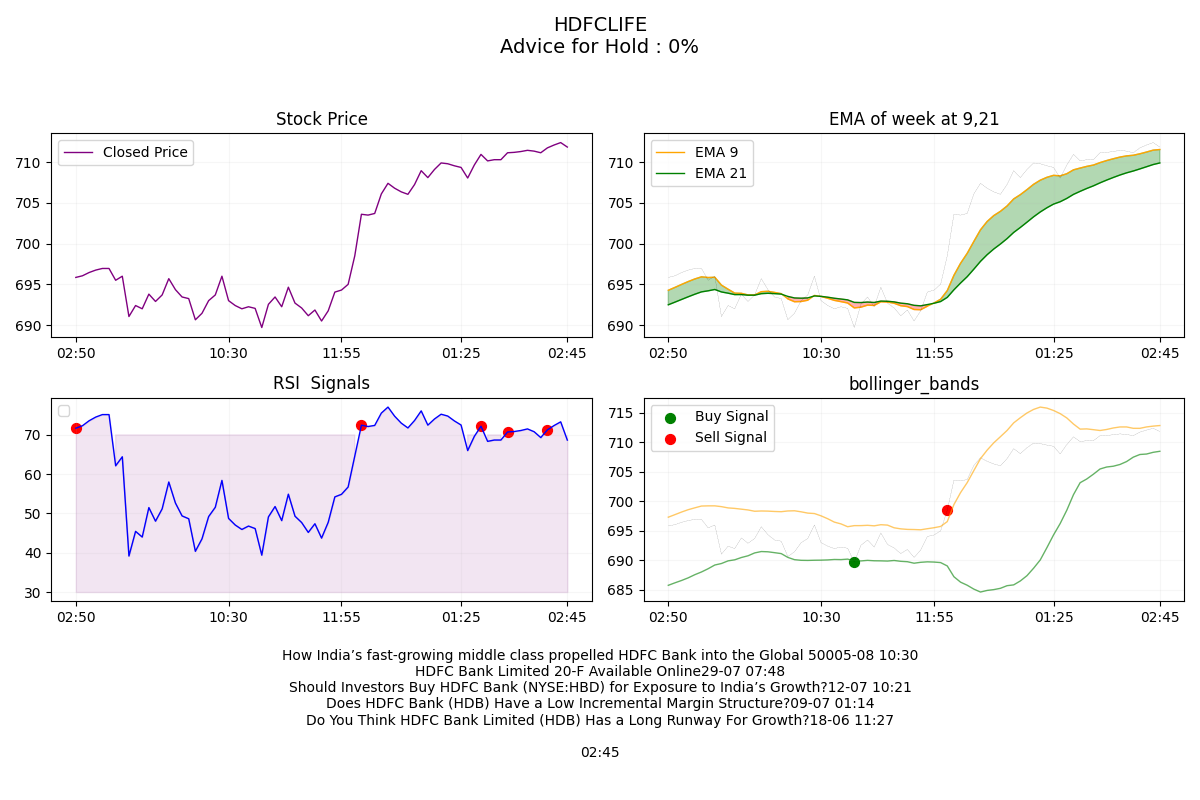 HDFCLIFE
Advice for Hold : 0%
Stock Price
Closed Price
710
705
700
695
690
02:50 10:30 11:55 01:25 02:45
EMA of week at 9,21
EMA 9
EMA 21
710
705
700
695
690
02:50 10:30 11:55 01:25 02:45
RSI  Signals
70
60
50
40
30
02:50 10:30 11:55 01:25 02:45
bollinger_bands
Buy Signal
Sell Signal
715
710
705
700
695
690
685
02:50 10:30 11:55 01:25 02:45
How India’s fast-growing middle class propelled HDFC Bank into the Global 50005-08 10:30
HDFC Bank Limited 20-F Available Online29-07 07:48
Should Investors Buy HDFC Bank (NYSE:HBD) for Exposure to India’s Growth?12-07 10:21
Does HDFC Bank (HDB) Have a Low Incremental Margin Structure?09-07 01:14
Do You Think HDFC Bank Limited (HDB) Has a Long Runway For Growth?18-06 11:27
02:45